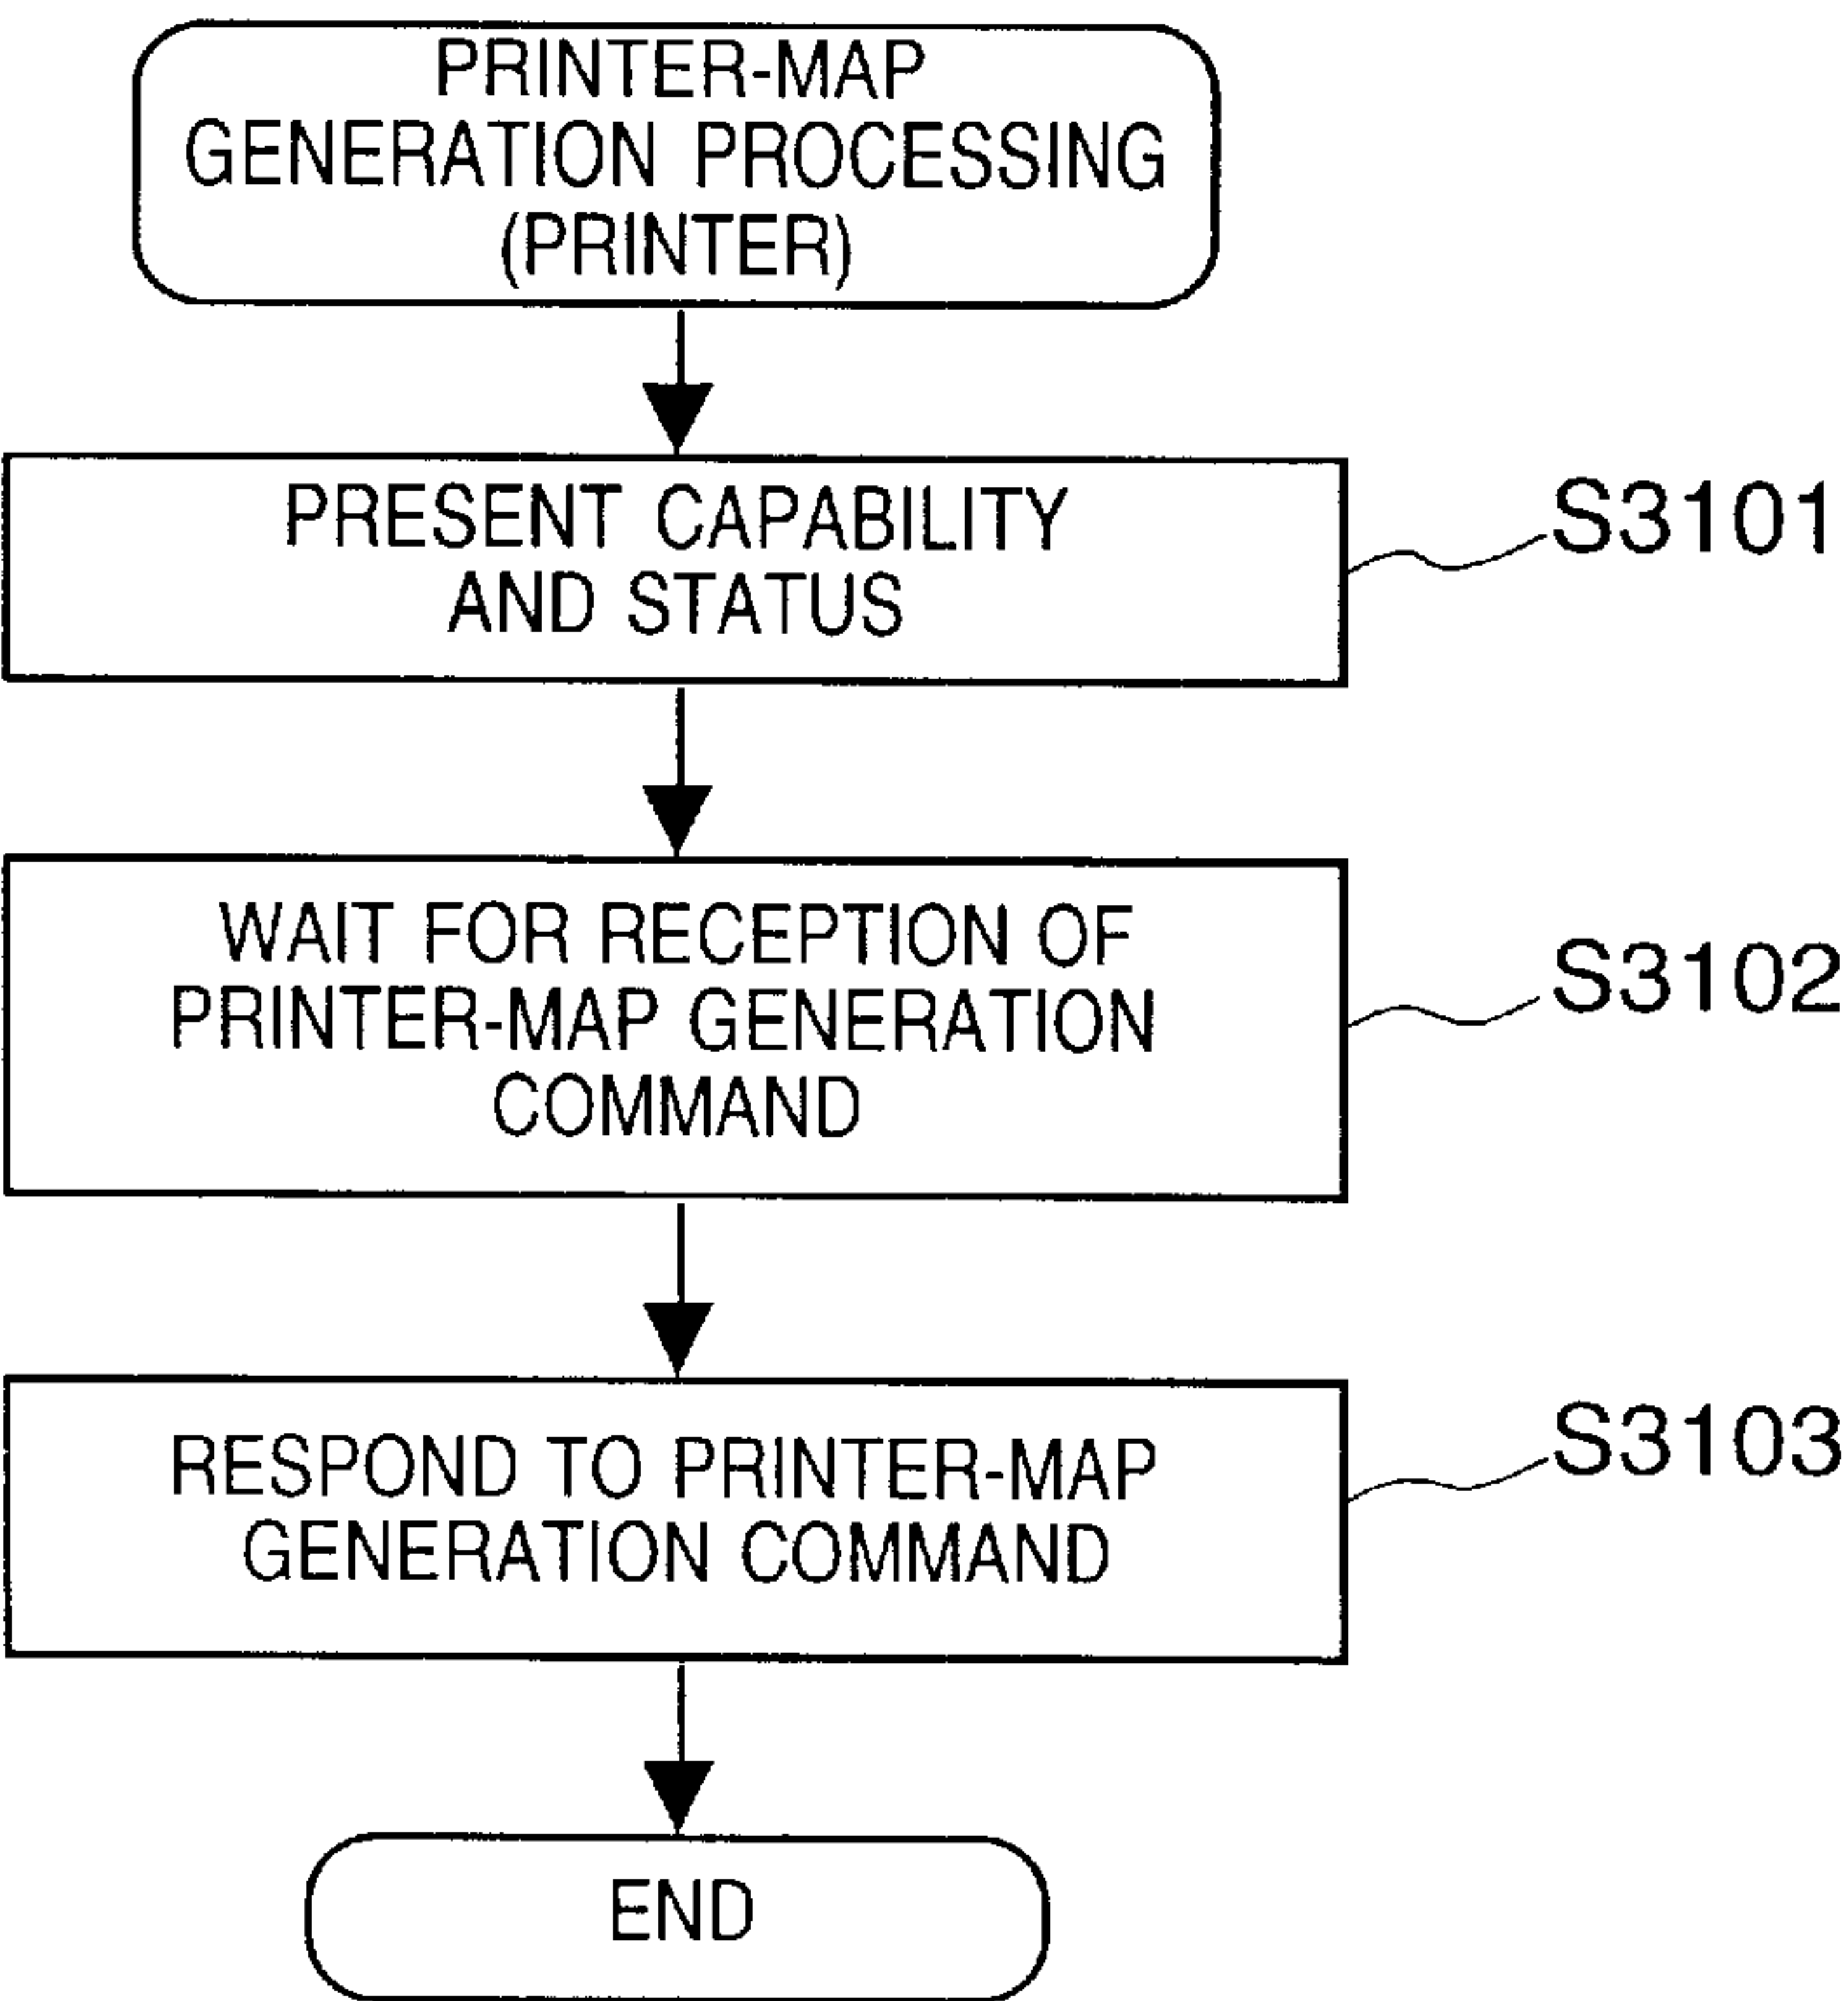 PRINTER-MAP
GENERATION PROCESSING
(PRINTER)
PRESENT CAPABILITY
AND STATUS
S3101
WAIT FOR RECEPTION OF
PRINTER-MAP GENERATION
COMMAND
S3102
RESPOND TO PRINTER-MAP
GENERATION COMMAND
S3103
END